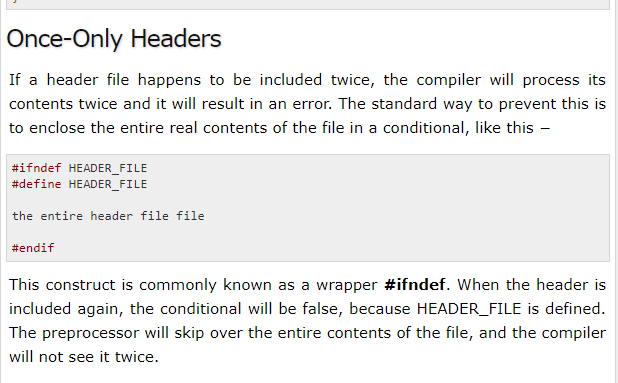 Once-Only Headers
If a header file happens to be included twice, the compiler will process its
contents twice and it will result in an error. The standard way to prevent this is
to enclose the entire real contents of the file in a conditional, like this −
#ifndef HEADER_FILE
#define HEADER_FILE
the entire header file file
#endif
This construct is commonly known as a wrapper #ifndef. When the header is
included again, the conditional will be false, because HEADER_FILE is defined.
The preprocessor will skip over the entire contents of the file, and the compiler
will not see it twice.